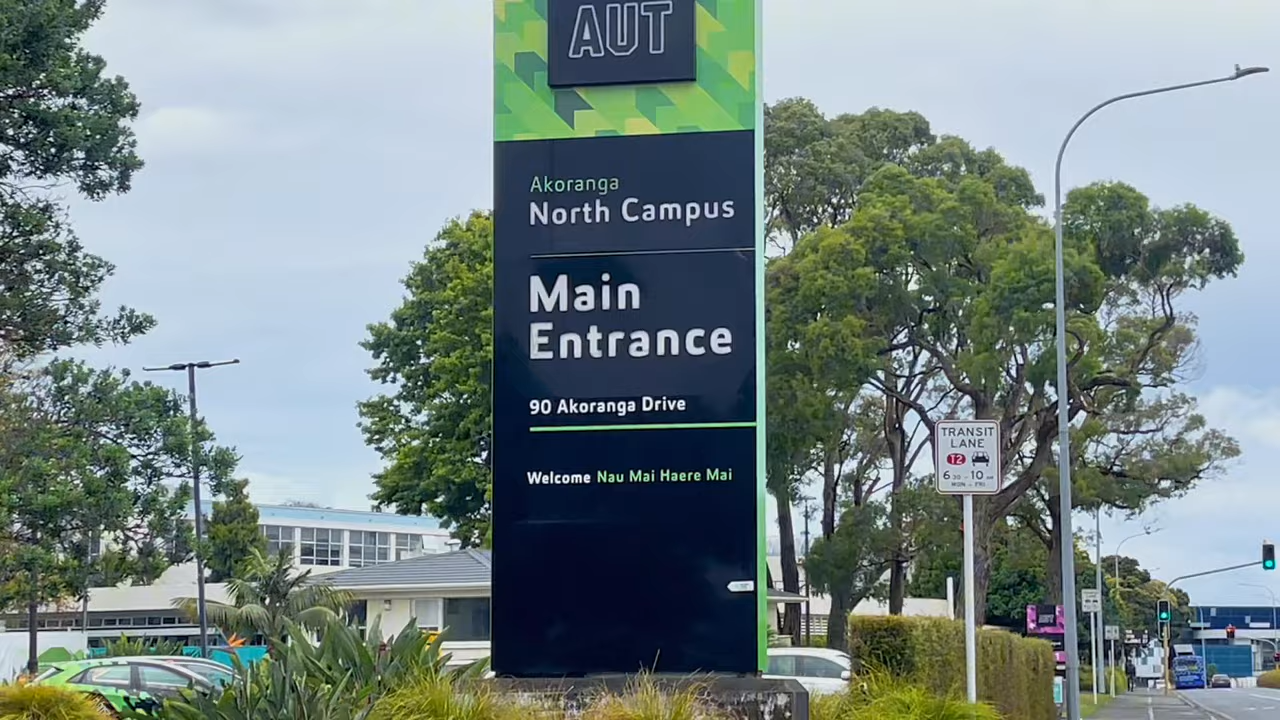 AUT
Akoranga
North Campus
Main
Entrance
90 Akoranga Drive
Welcome Nau Mai Haere Mai
TRANSIT
LANE
T2
6 30 - 10 am
MON - FRI